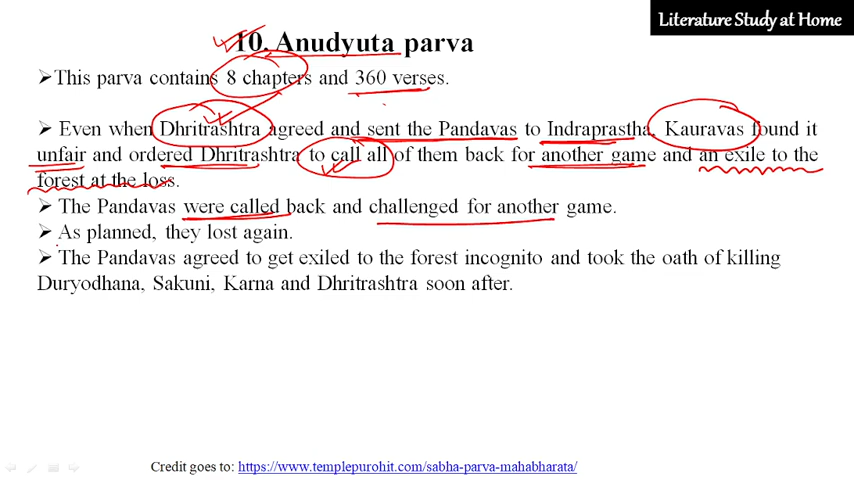 Literature Study at Home
10. Anudyuta parva
➢This parva contains 8 chapters and 360 verses.
➢ Even when Dhritrashtra agreed and sent the Pandavas to Indraprastha, Kauravas found it
unfair and ordered Dhritrashtra to call all of them back for another game and an exile to the
forest at the loss.
➢ The Pandavas were called back and challenged for another game.
➢ As planned, they lost again.
➢ The Pandavas agreed to get exiled to the forest incognito and took the oath of killing
Duryodhana, Sakuni, Karna and Dhritrashtra soon after.
Credit goes to: https://www.templepurohit.com/sabha-parva-mahabharata/